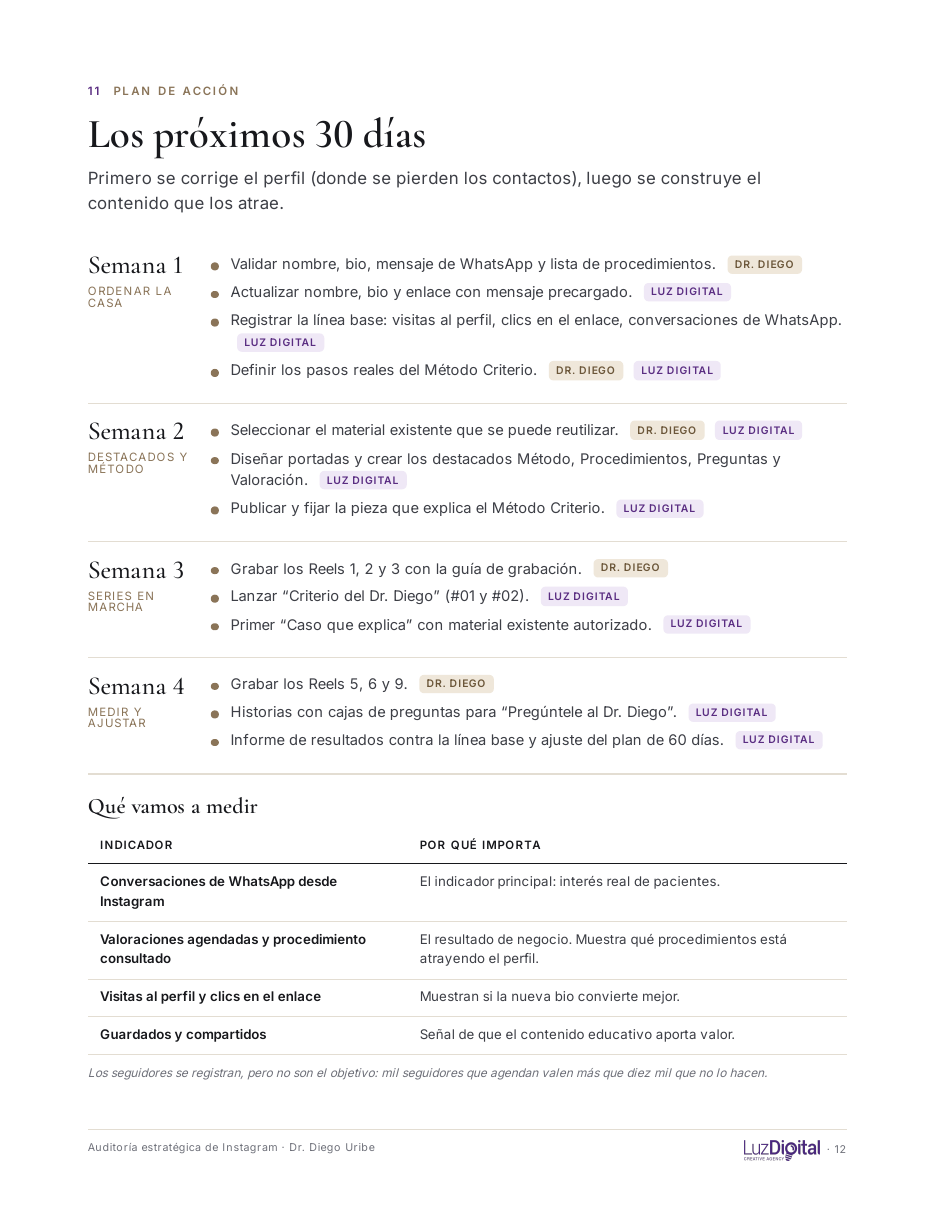 11 PLAN DE ACCIÓN
Los próximos 30 días
Primero se corrige el perfil (donde se pierden los contactos), luego se construye el
contenido que los atrae.
Semana 1
ORDENAR LA
CASA
Validar nombre, bio, mensaje de WhatsApp y lista de procedimientos. DR. DIEGO
Actualizar nombre, bio y enlace con mensaje precargado. LUZ DIGITAL
Registrar la línea base: visitas al perfil, clics en el enlace, conversaciones de WhatsApp.
LUZ DIGITAL
Definir los pasos reales del Método Criterio. DR. DIEGO LUZ DIGITAL
Semana 2
DESTACADOS Y
MÉTODO
Seleccionar el material existente que se puede reutilizar. DR. DIEGO LUZ DIGITAL
Diseñar portadas y crear los destacados Método, Procedimientos, Preguntas y
Valoración. LUZ DIGITAL
Publicar y fijar la pieza que explica el Método Criterio. LUZ DIGITAL
Semana 3
SERIES EN
MARCHA
Grabar los Reels 1, 2 y 3 con la guía de grabación. DR. DIEGO
Lanzar “Criterio del Dr. Diego” (#01 y #02). LUZ DIGITAL
Primer “Caso que explica” con material existente autorizado. LUZ DIGITAL
Semana 4
MEDIR Y
AJUSTAR
Grabar los Reels 5, 6 y 9. DR. DIEGO
Historias con cajas de preguntas para “Pregúntele al Dr. Diego”. LUZ DIGITAL
Informe de resultados contra la línea base y ajuste del plan de 60 días. LUZ DIGITAL
Qué vamos a medir
INDICADOR POR QUÉ IMPORTA
Conversaciones de WhatsApp desde
Instagram
El indicador principal: interés real de pacientes.
Valoraciones agendadas y procedimiento
consultado
El resultado de negocio. Muestra qué procedimientos está
atrayendo el perfil.
Visitas al perfil y clics en el enlace Muestran si la nueva bio convierte mejor.
Guardados y compartidos Señal de que el contenido educativo aporta valor.
Los seguidores se registran, pero no son el objetivo: mil seguidores que agendan valen más que diez mil que no lo hacen.
Auditoría estratégica de Instagram · Dr. Diego Uribe
LuzDigital
CREATIVE AGENCY
· 12